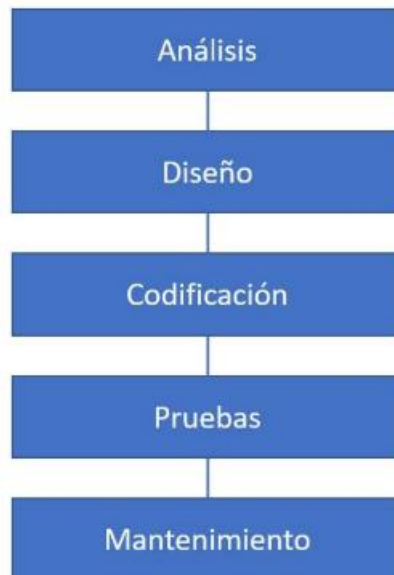 Análisis
Diseño
Codificación
Pruebas
Mantenimiento